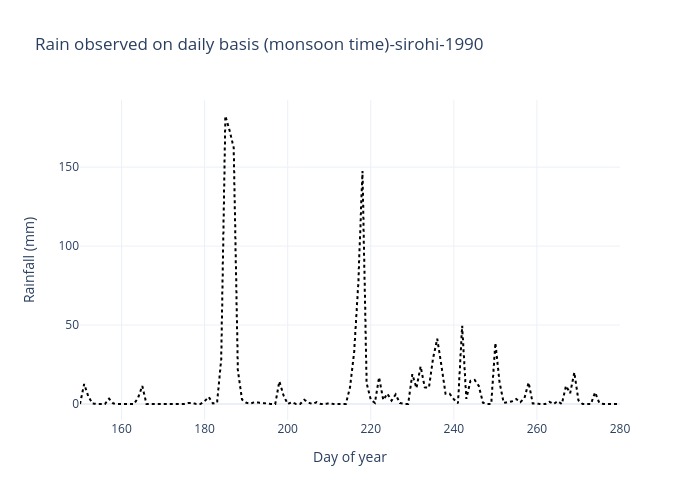 Rain observed on daily basis (monsoon time)-sirohi-1990
150
100
50
0
Rainfall (mm)
160 180 200 220 240 260 280
Day of year